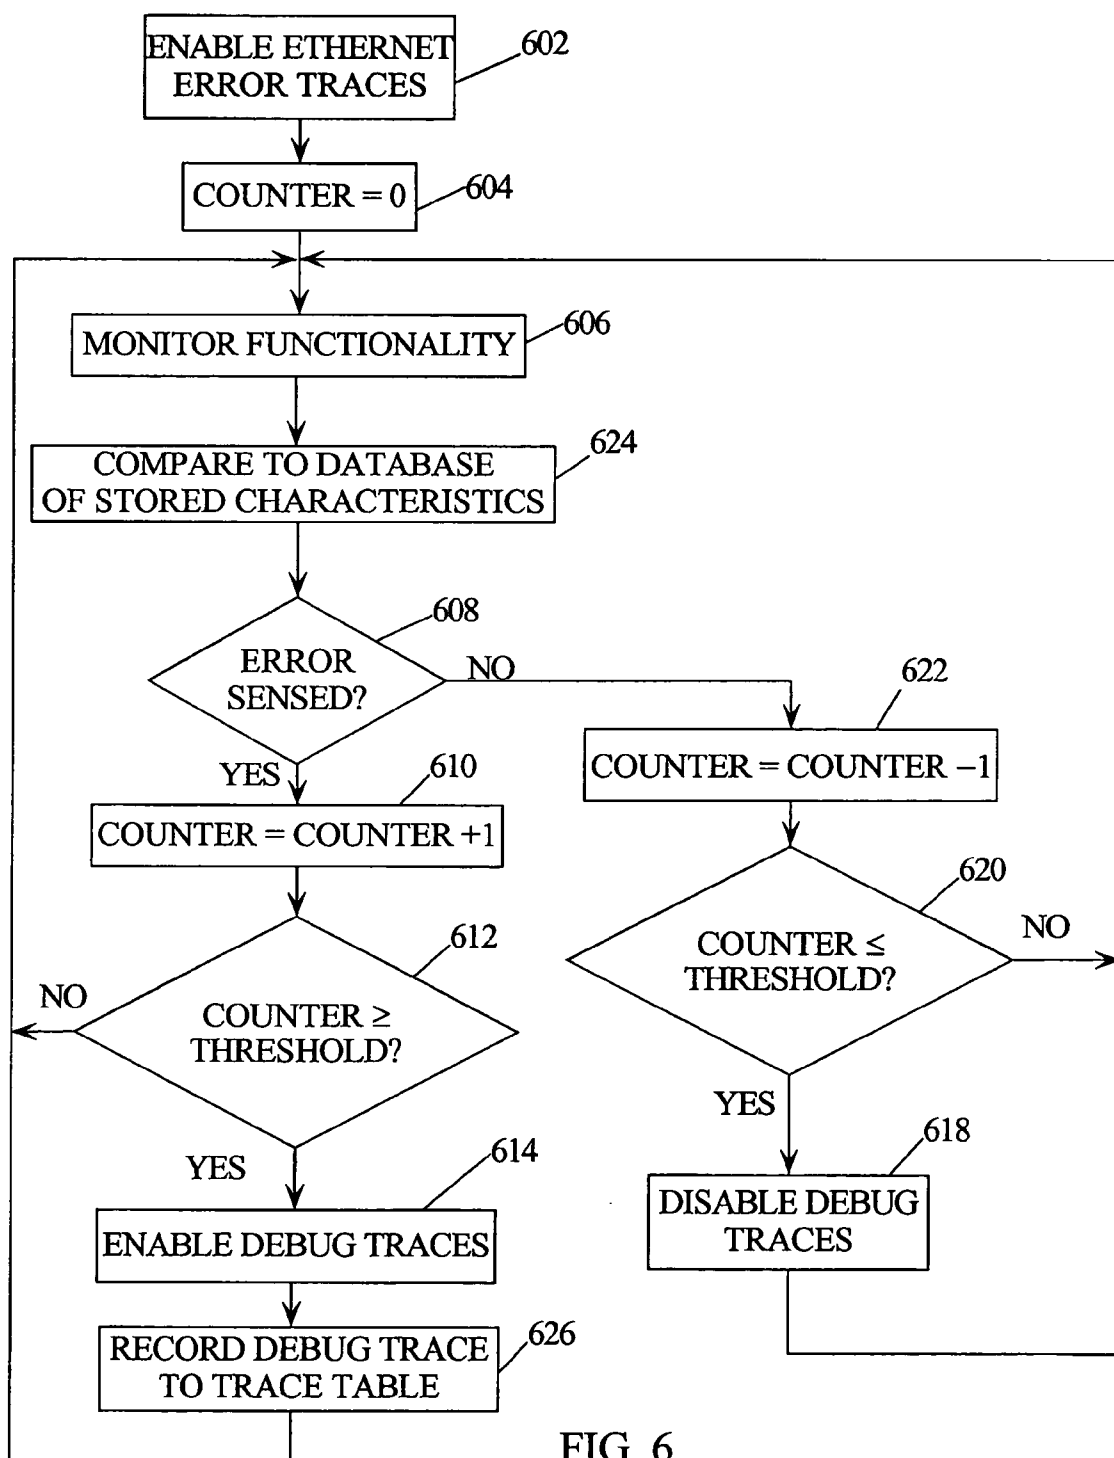 ENABLE ETHERNET
ERROR TRACES
602
COUNTER = 0
604
MONITOR FUNCTIONALITY
606
COMPARE TO DATABASE
OF STORED CHARACTERISTICS
624
ERROR
SENSED?
608
NO
YES
COUNTER = COUNTER +1
610
COUNTER = COUNTER −1
622
COUNTER ≥
THRESHOLD?
612
NO
YES
COUNTER ≤
THRESHOLD?
620
NO
YES
ENABLE DEBUG TRACES
614
DISABLE DEBUG
TRACES
618
RECORD DEBUG TRACE
TO TRACE TABLE
626
FIG 6